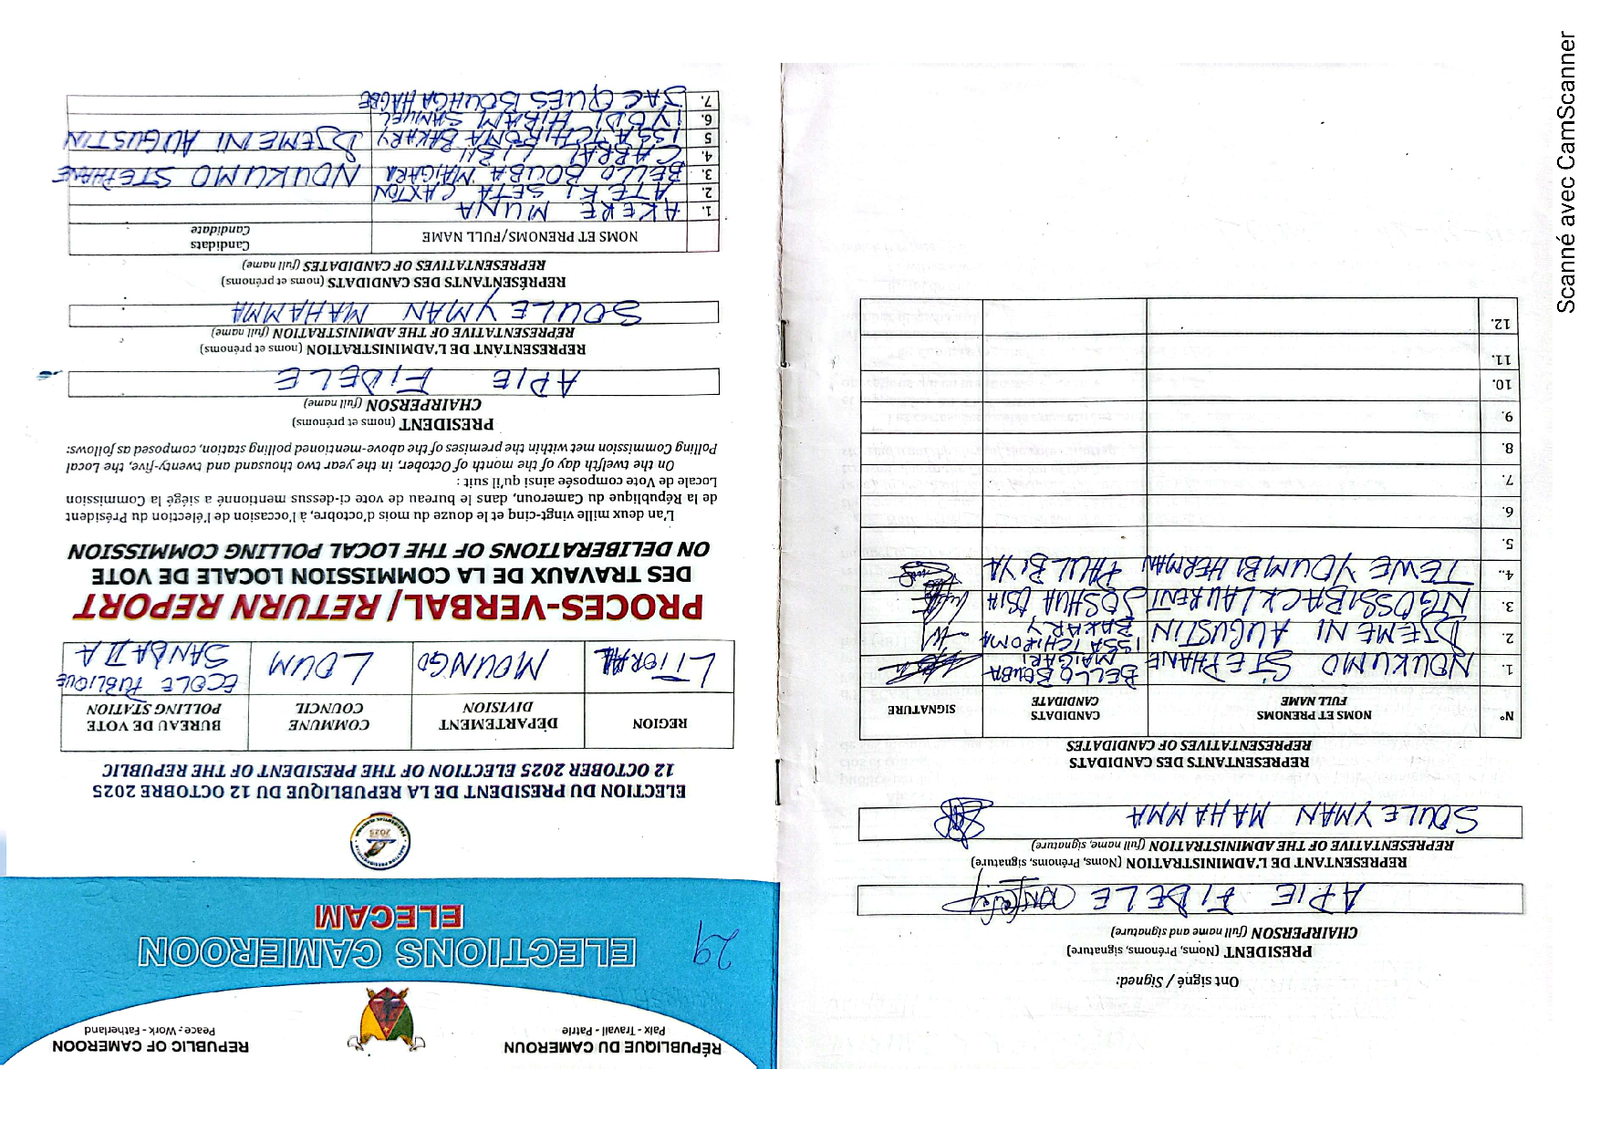 RÉPUBLIQUE DU CAMEROUN
Paix - Travail - Patrie
REPUBLIC OF CAMEROON
Peace - Work - Fatherland
29
ELECTIONS CAMEROON
ELECAM
ELECTION DU PRESIDENT DE LA REPUBLIQUE DU 12 OCTOBRE 2025
12 OCTOBER 2025 ELECTION OF THE PRESIDENT OF THE REPUBLIC
REGION
DÉPARTEMENT
DIVISION
COMMUNE
COUNCIL
BUREAU DE VOTE
POLLING STATION
LITORAL
MOUNGO
LOUM
ECOLE PUBLIQUE
SANBADJA
PROCES-VERBAL/ RETURN REPORT
DES TRAVAUX DE LA COMMISSION LOCALE DE VOTE
ON DELIBERATIONS OF THE LOCAL POLLING COMMISSION
L'an deux mille vingt-cinq et le douze du mois d'octobre, à l'occasion de l'élection du Président
de la République du Cameroun, dans le bureau de vote ci-dessus mentionné a siégé la Commission
Locale de Vote composée ainsi qu'il suit :
On the twelfth day of the month of October, in the year two thousand and twenty-five, the Local
Polling Commission met within the premises of the above-mentioned polling station, composed as follows:
PRESIDENT (noms et prénoms)
CHAIRPERSON (full name)
APIE FIDELE
REPRESENTANT DE L'ADMINISTRATION (noms et prénoms)
REPRESENTATIVE OF THE ADMINISTRATION (full name)
SOULEYMAN MAHAMMA
REPRÉSENTANTS DES CANDIDATS (noms et prénoms)
REPRESENTATIVES OF CANDIDATES (full name)
NOMS ET PRENOMS/FULL NAME
Candidats
Candidate
1. AKERE MUNA
2. ATEKI SETA CAXTON
3. BELLO BOUBA MAIGARA NDUKUMO STEPHANE
4. CABRAL LIBII
5 ISSA TCHIROMA BAKARY DJEMENI AUGUSTIN
6. IYODI HIRAM SAMUEL
7. JACQUES BOUHGA HAGBE
Ont signé / Signed:
PRESIDENT (Noms, Prénoms, signature)
CHAIRPERSON (full name and signature)
APIE FIDELE
REPRESENTANT DE L'ADMINISTRATION (Noms, Prénoms, signature)
REPRESENTATIVE OF THE ADMINISTRATION (full name, signature)
SOULEYMAN MAHAMMA
REPRESENTANTS DES CANDIDATS
REPRESENTATIVES OF CANDIDATES
N°
NOMS ET PRENOMS
FULL NAME
CANDIDATS
CANDIDATE
SIGNATURE
1. NDUKUMO STEPHANE BELLO BOUBA
MAIGARI
2. DJEMENI AUGUSTIN ISSA TCHIROMA
BAKARY
3. NGOSSIBACK LAURENT JOSHUA OSIH
4.. TEWE YOUMBI HERMAN PAUL BIYA
5.
6.
7.
8.
9.
10.
11.
12.
Scanné avec CamScanner